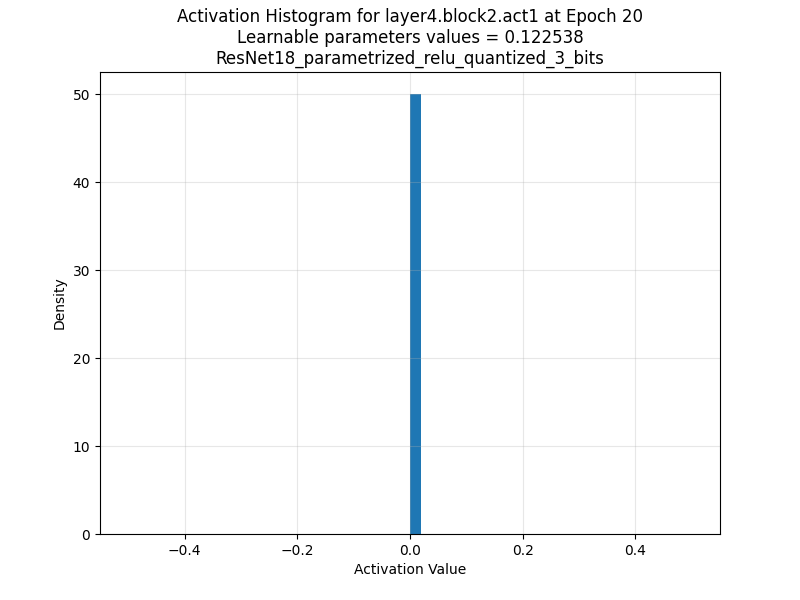 Activation Histogram for layer4.block2.act1 at Epoch 20
Learnable parameters values = 0.122538
ResNet18_parametrized_relu_quantized_3_bits
50
40
30
20
10
0
Density
−0.4 −0.2 0.0 0.2 0.4
Activation Value